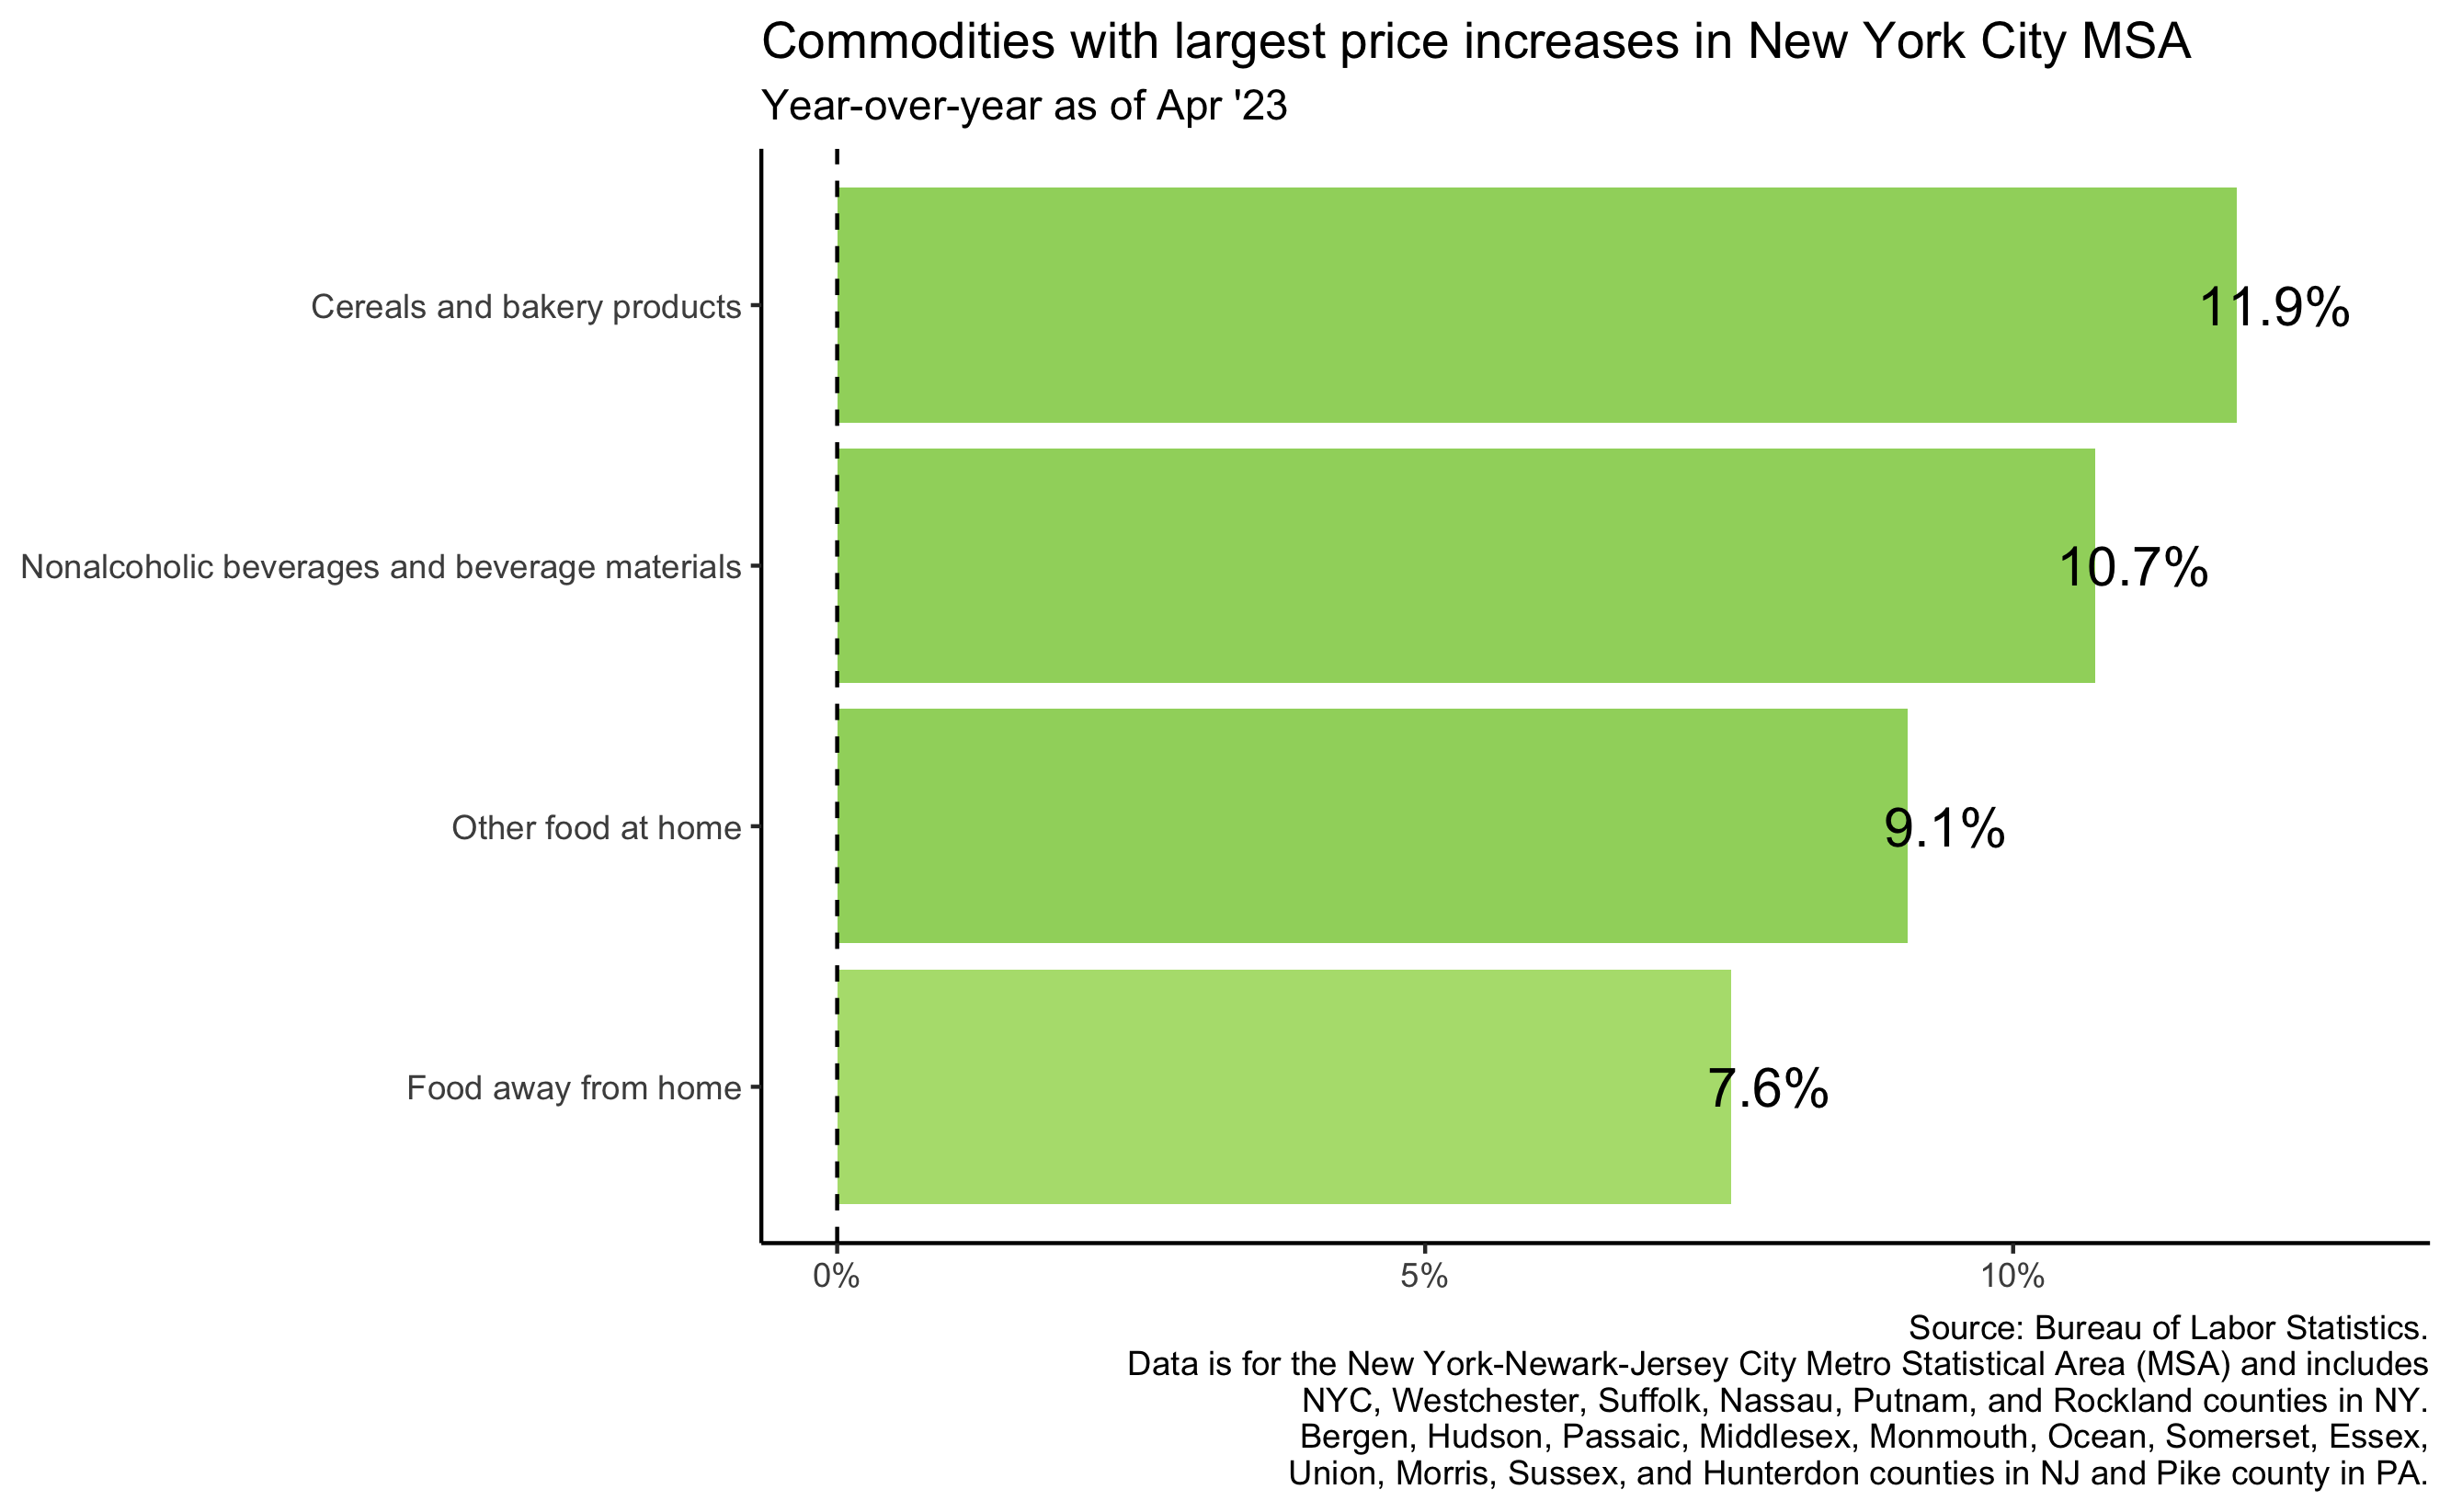 Commodities with largest price increases in New York City MSA
Year-over-year as of Apr '23
Cereals and bakery products
11.9%
Nonalcoholic beverages and beverage materials
10.7%
Other food at home
9.1%
Food away from home
7.6%
0%
5%
10%
Source: Bureau of Labor Statistics.
Data is for the New York-Newark-Jersey City Metro Statistical Area (MSA) and includes
NYC, Westchester, Suffolk, Nassau, Putnam, and Rockland counties in NY.
Bergen, Hudson, Passaic, Middlesex, Monmouth, Ocean, Somerset, Essex,
Union, Morris, Sussex, and Hunterdon counties in NJ and Pike county in PA.